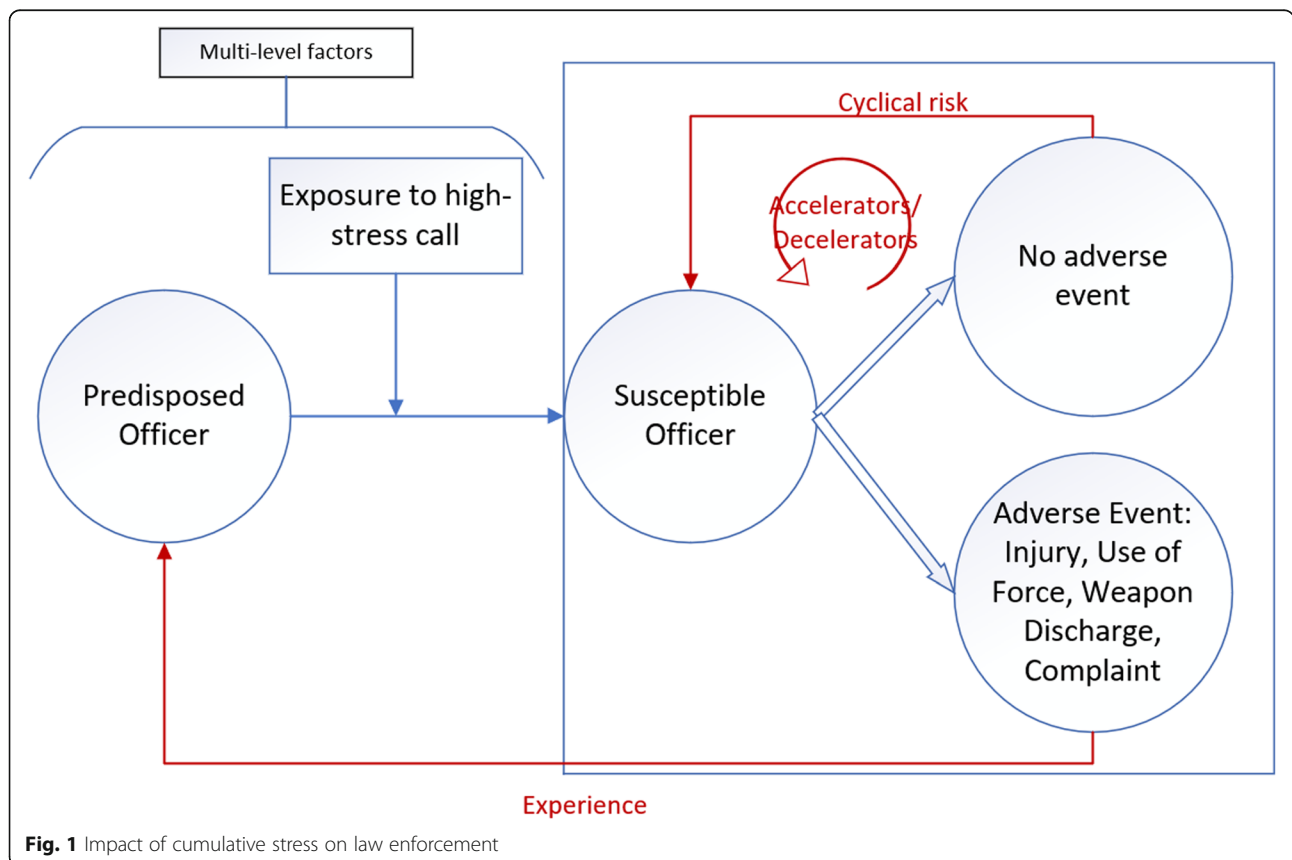 Multi-level factors
Exposure to high-
stress call
Predisposed
Officer
Cyclical risk
Accelerators/
Decelerators
Susceptible
Officer
No adverse
event
Adverse Event:
Injury, Use of
Force, Weapon
Discharge,
Complaint
Experience
Fig. 1 Impact of cumulative stress on law enforcement